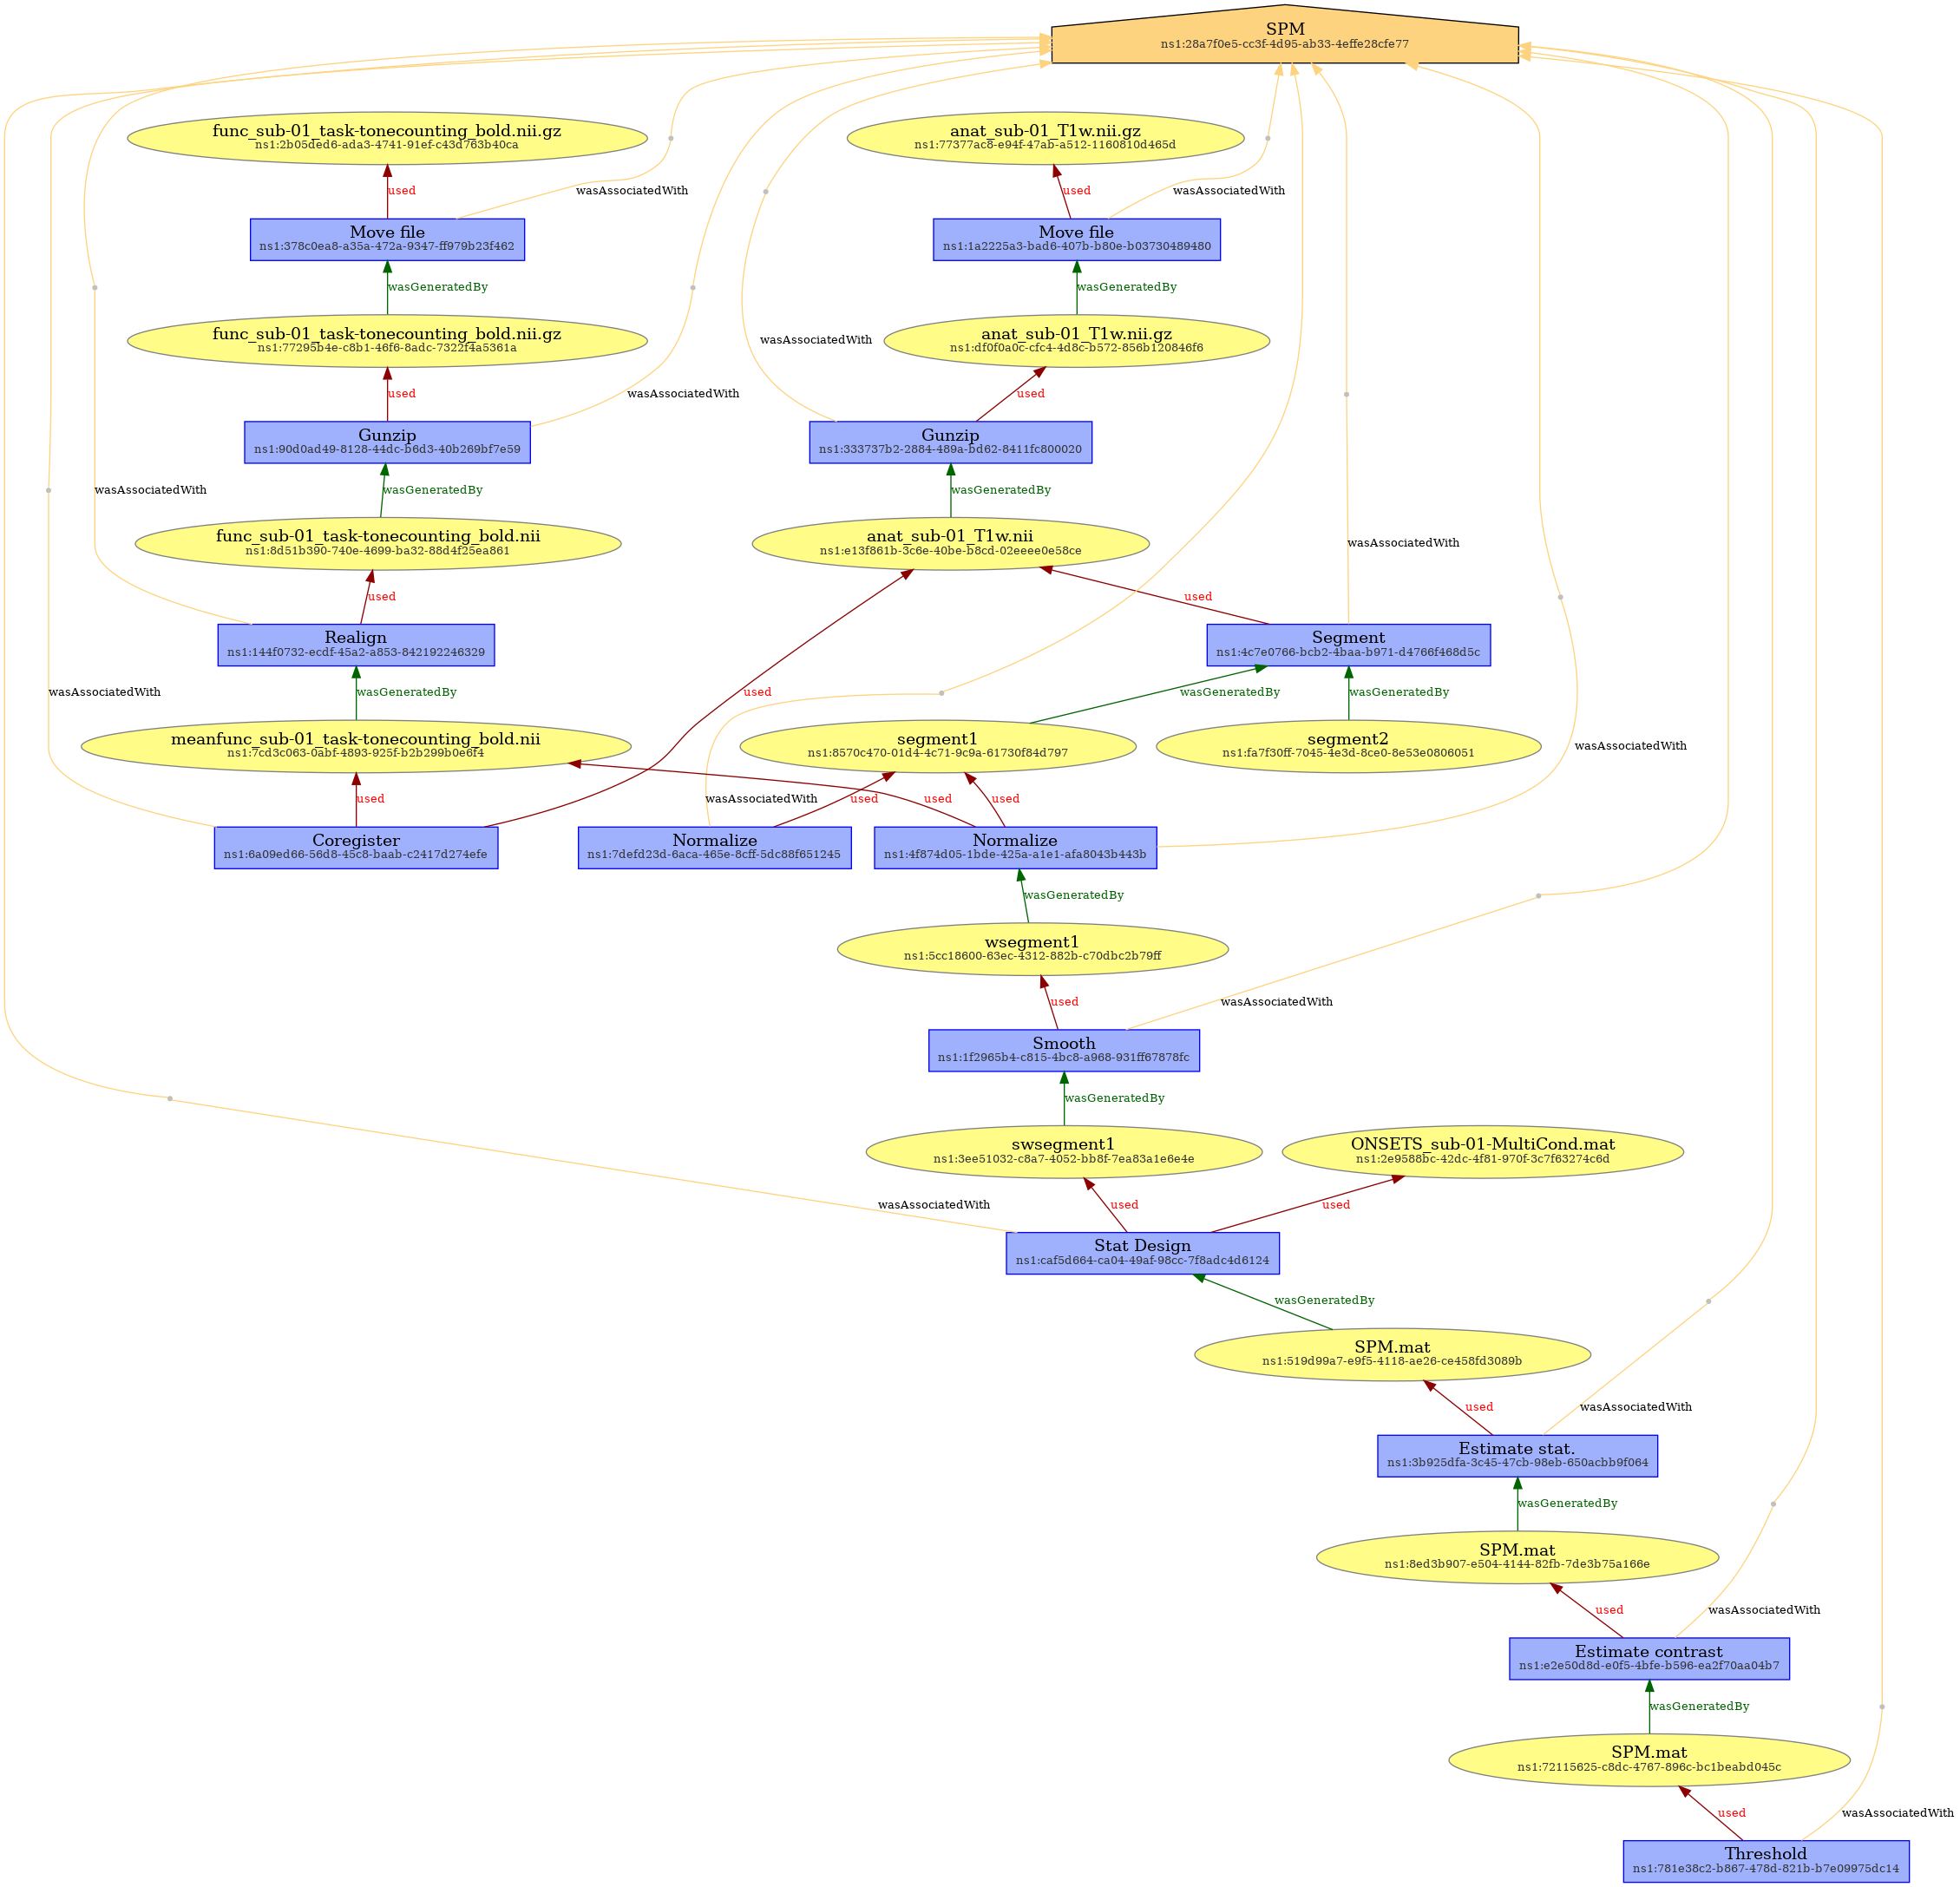 SPM
ns1:28a7f0e5-cc3f-4d95-ab33-4effe28cfe77
func_sub-01_task-tonecounting_bold.nii.gz
ns1:2b05ded6-ada3-4741-91ef-c43d763b40ca
anat_sub-01_T1w.nii.gz
ns1:77377ac8-e94f-47ab-a512-1160810d465d
used
wasAssociatedWith
used
wasAssociatedWith
Move file
ns1:378c0ea8-a35a-472a-9347-ff979b23f462
Move file
ns1:1a2225a3-bad6-407b-b80e-b03730489480
wasGeneratedBy
wasGeneratedBy
func_sub-01_task-tonecounting_bold.nii.gz
ns1:77295b4e-c8b1-46f6-8adc-7322f4a5361a
wasAssociatedWith
anat_sub-01_T1w.nii.gz
ns1:df0f0a0c-cfc4-4d8c-b572-856b120846f6
used
wasAssociatedWith
used
Gunzip
ns1:90d0ad49-8128-44dc-b6d3-40b269bf7e59
Gunzip
ns1:333737b2-2884-489a-bd62-8411fc800020
wasAssociatedWith
wasGeneratedBy
wasGeneratedBy
func_sub-01_task-tonecounting_bold.nii
ns1:8d51b390-740e-4699-ba32-88d4f25ea861
anat_sub-01_T1w.nii
ns1:e13f861b-3c6e-40be-b8cd-02eeee0e58ce
wasAssociatedWith
used
used
Realign
ns1:144f0732-ecdf-45a2-a853-842192246329
Segment
ns1:4c7e0766-bcb2-4baa-b971-d4766f468d5c
wasAssociatedWith
wasGeneratedBy
used
wasGeneratedBy
wasGeneratedBy
meanfunc_sub-01_task-tonecounting_bold.nii
ns1:7cd3c063-0abf-4893-925f-b2b299b0e6f4
segment1
ns1:8570c470-01d4-4c71-9c9a-61730f84d797
segment2
ns1:fa7f30ff-7045-4e3d-8ce0-8e53e0806051
wasAssociatedWith
used
wasAssociatedWith
used
used
used
Coregister
ns1:6a09ed66-56d8-45c8-baab-c2417d274efe
Normalize
ns1:7defd23d-6aca-465e-8cff-5dc88f651245
Normalize
ns1:4f874d05-1bde-425a-a1e1-afa8043b443b
wasGeneratedBy
wsegment1
ns1:5cc18600-63ec-4312-882b-c70dbc2b79ff
used
wasAssociatedWith
Smooth
ns1:1f2965b4-c815-4bc8-a968-931ff67878fc
wasGeneratedBy
swsegment1
ns1:3ee51032-c8a7-4052-bb8f-7ea83a1e6e4e
ONSETS_sub-01-MultiCond.mat
ns1:2e9588bc-42dc-4f81-970f-3c7f63274c6d
wasAssociatedWith
used
used
Stat Design
ns1:caf5d664-ca04-49af-98cc-7f8adc4d6124
wasGeneratedBy
SPM.mat
ns1:519d99a7-e9f5-4118-ae26-ce458fd3089b
used
wasAssociatedWith
Estimate stat.
ns1:3b925dfa-3c45-47cb-98eb-650acbb9f064
wasGeneratedBy
SPM.mat
ns1:8ed3b907-e504-4144-82fb-7de3b75a166e
used
wasAssociatedWith
Estimate contrast
ns1:e2e50d8d-e0f5-4bfe-b596-ea2f70aa04b7
wasGeneratedBy
SPM.mat
ns1:72115625-c8dc-4767-896c-bc1beabd045c
used
wasAssociatedWith
Threshold
ns1:781e38c2-b867-478d-821b-b7e09975dc14